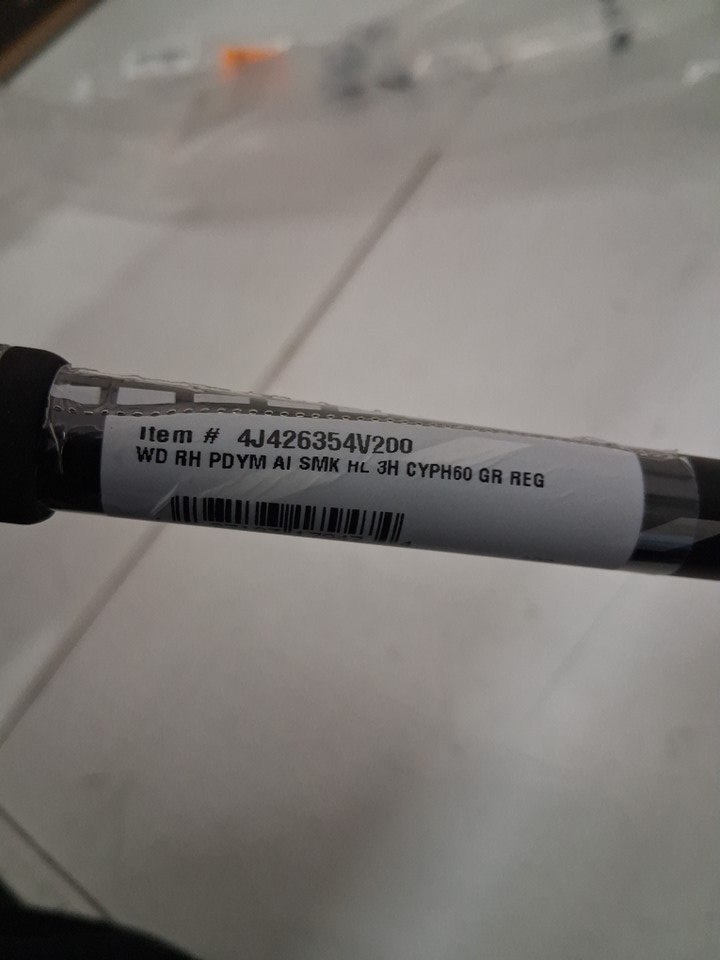 Item # 4J426354V200
WD RH PDYM AI SMK HL 3H CYPH60 GR REG